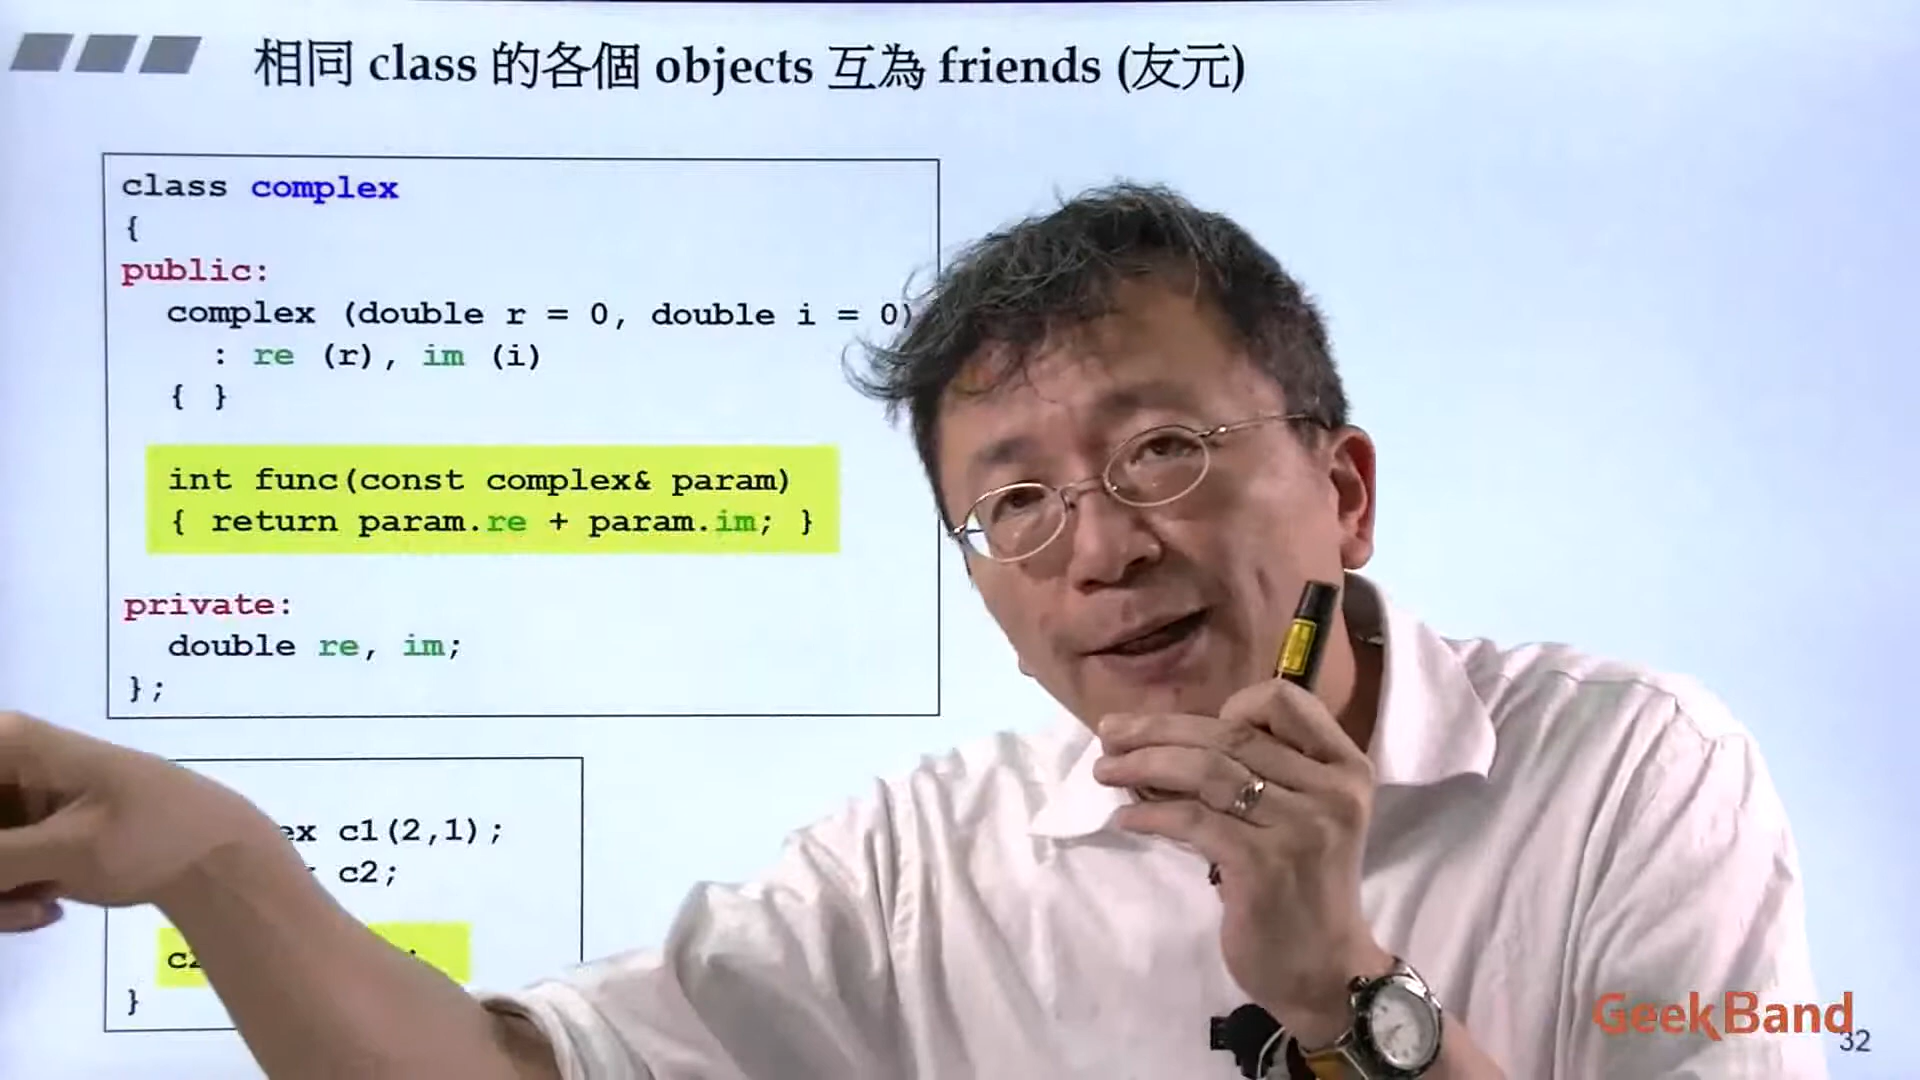 相同 class 的各個 objects 互為 friends (友元)
class complex
{
public:
complex (double r = 0, double i = 0)
: re (r), im (i)
{ }
int func(const complex& param)
{ return param.re + param.im; }
private:
double re, im;
};
c1(2,1);
c2;
}
GeekBand
32